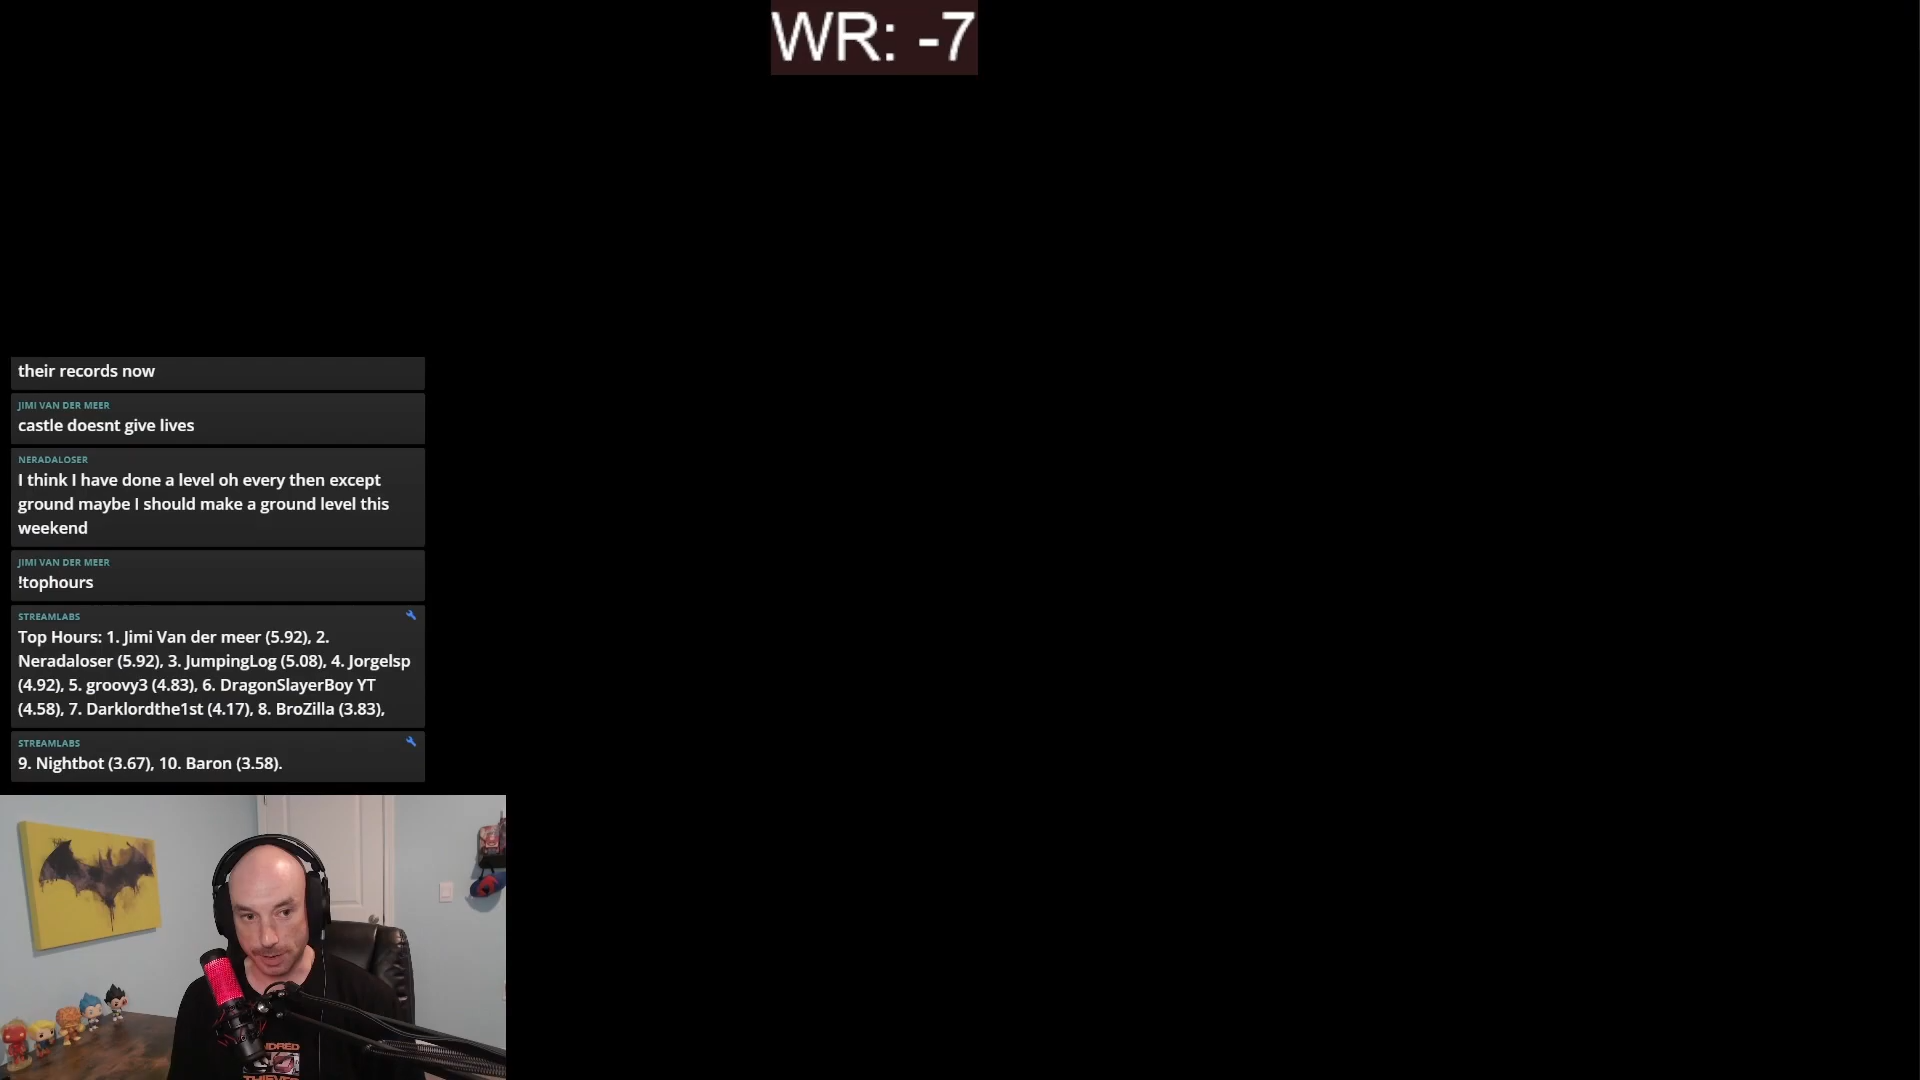 WR: -7
their records now
JIMI VAN DER MEER
castle doesnt give lives
NERADALOSER
I think I have done a level oh every then except
ground maybe I should make a ground level this
weekend
JIMI VAN DER MEER
!tophours
STREAMLABS
Top Hours: 1. Jimi Van der meer (5.92), 2.
Neradaloser (5.92), 3. JumpingLog (5.08), 4. Jorgelsp
(4.92), 5. groovy3 (4.83), 6. DragonSlayerBoy YT
(4.58), 7. Darklordthe1st (4.17), 8. BroZilla (3.83),
STREAMLABS
9. Nightbot (3.67), 10. Baron (3.58).
THIEVES